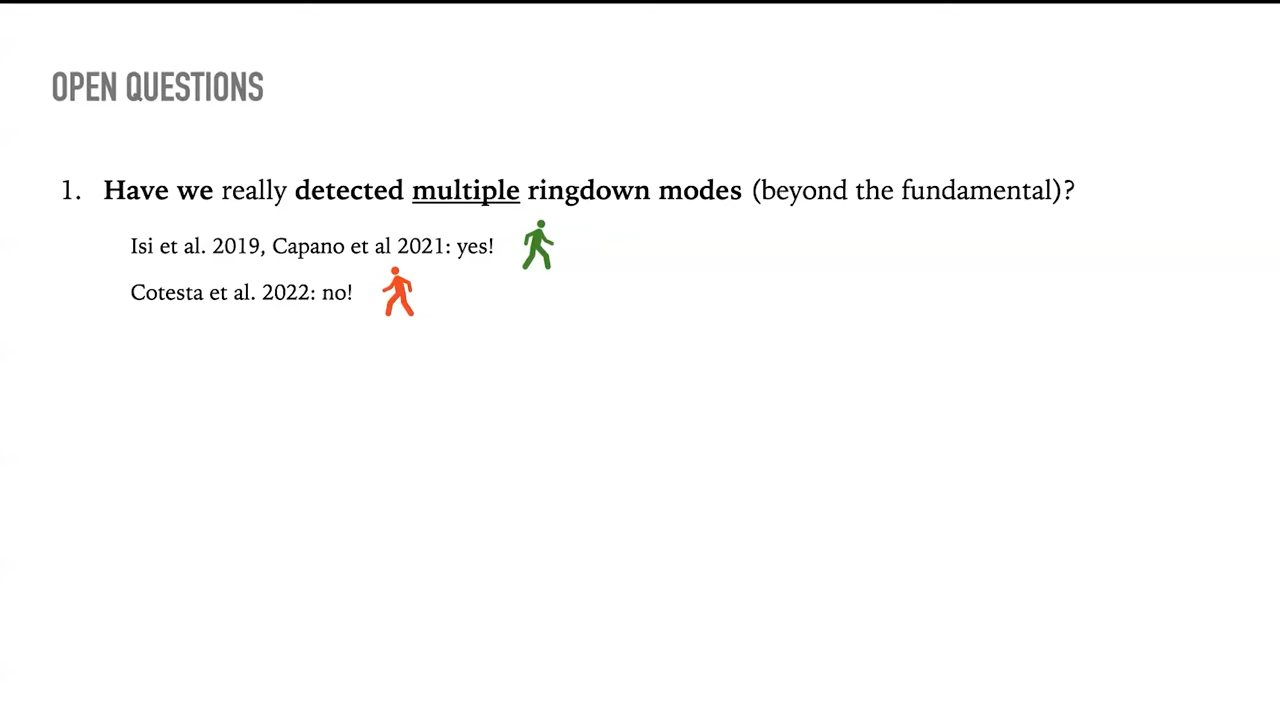 OPEN QUESTIONS
1. Have we really detected multiple ringdown modes (beyond the fundamental)?
Isi et al. 2019, Capano et al 2021: yes!
Cotesta et al. 2022: no!